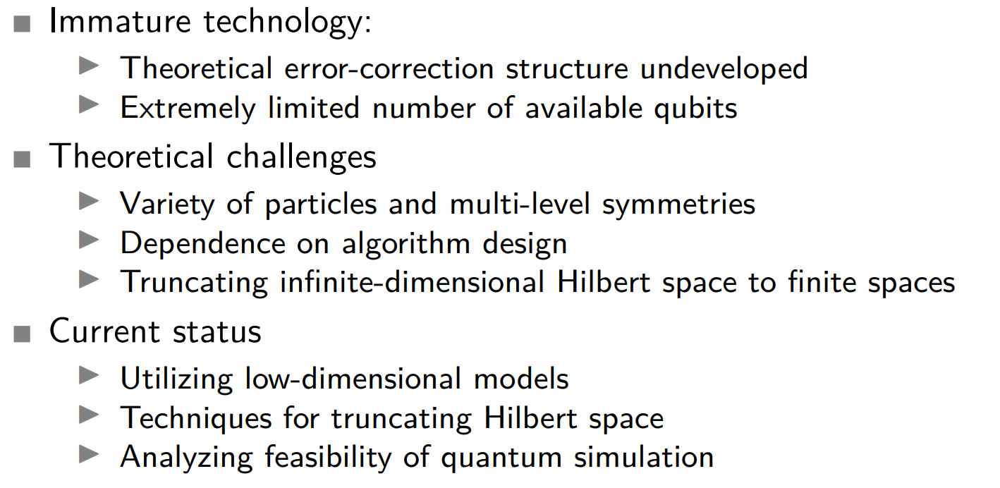 Immature technology:
Theoretical error-correction structure undeveloped
Extremely limited number of available qubits
Theoretical challenges
Variety of particles and multi-level symmetries
Dependence on algorithm design
Truncating infinite-dimensional Hilbert space to finite spaces
Current status
Utilizing low-dimensional models
Techniques for truncating Hilbert space
Analyzing feasibility of quantum simulation